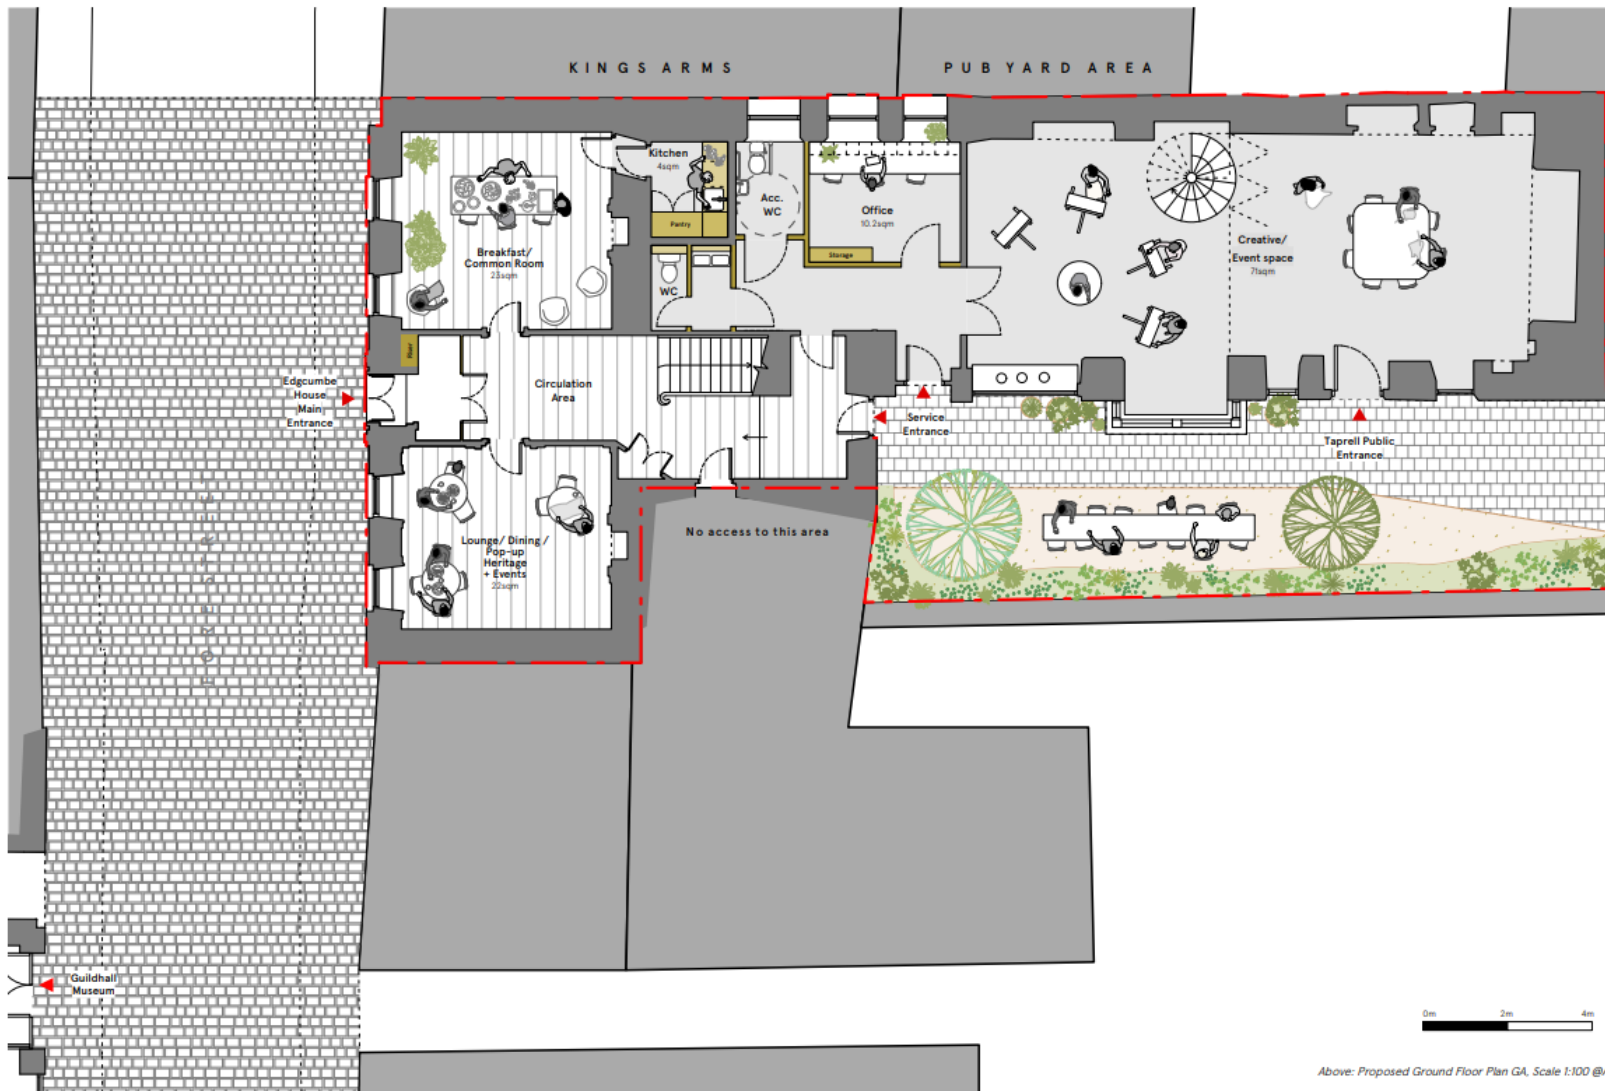 KINGS ARMS
PUB YARD AREA
Kitchen
4sqm
Pantry
Acc.
WC
Office
10.2sqm
Storage
Creative/
Event space
71sqm
Breakfast/
Common Room
23sqm
WC
Riser
Circulation
Area
Edgcumbe
House
Main
Entrance
Service
Entrance
Taprell Public
Entrance
Lounge/ Dining /
Pop-up
Heritage
+ Events
22sqm
No access to this area
FORE STREET
Guildhall
Museum
0m 2m 4m
Above: Proposed Ground Floor Plan GA, Scale 1:100 @